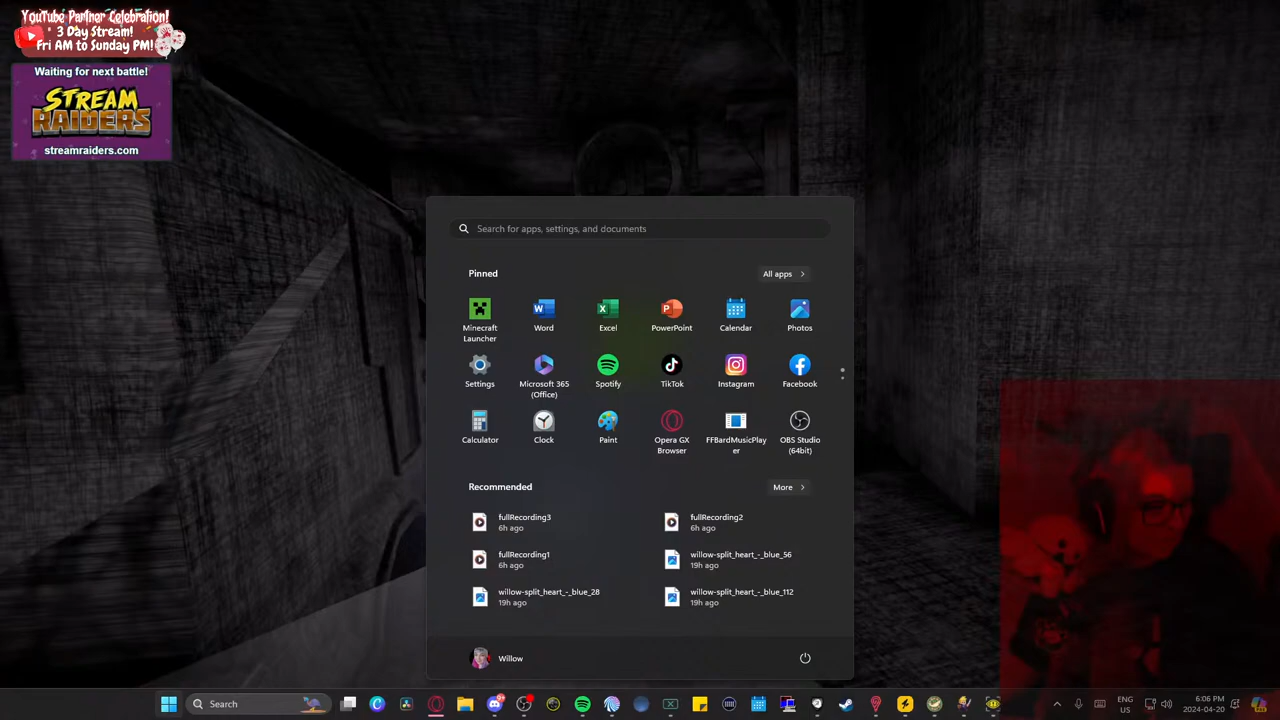 YouTube Partner Celebration!
3 Day Stream!
Fri AM to Sunday PM!
Waiting for next battle!
STREAM
RAIDERS
streamraiders.com
Search for apps, settings, and documents
Pinned
All apps
Minecraft
Launcher
Word
Excel
PowerPoint
Calendar
Photos
Settings
Microsoft 365
(Office)
Spotify
TikTok
Instagram
Facebook
Calculator
Clock
Paint
Opera GX
Browser
FFBardMusicPlay
er
OBS Studio
(64bit)
Recommended
More
fullRecording3
6h ago
fullRecording2
6h ago
fullRecording1
6h ago
willow-split_heart_-_blue_56
19h ago
willow-split_heart_-_blue_28
19h ago
willow-split_heart_-_blue_112
19h ago
Willow
Search
ENG
US
6:06 PM
2024-04-20